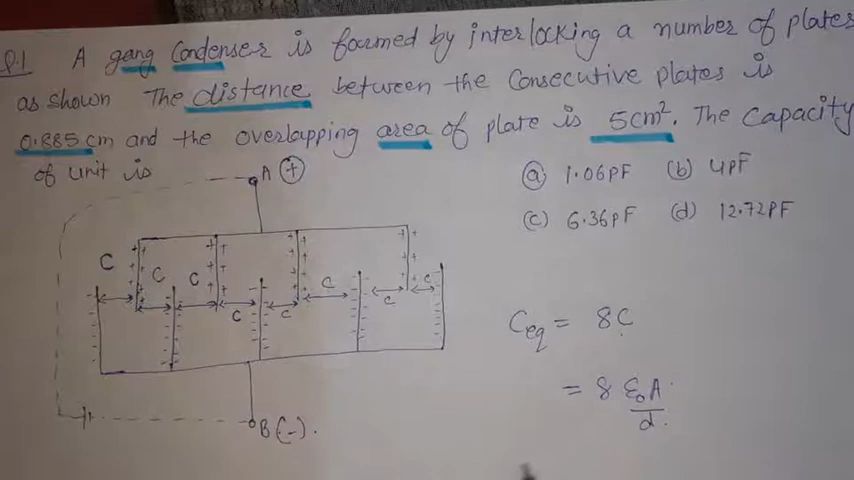 Q.1 A gang Condenser is formed by interlocking a number of plates
as shown The distance between the Consecutive plates is
0.885 cm and the overlapping area of plate is 5cm². The Capacity
of unit is
(a) 1.06PF (b) 4PF
(c) 6.36PF (d) 12.72PF
A (+)
C C C C C C C C
B (-).
Ceq = 8C
= 8 ε₀A
d